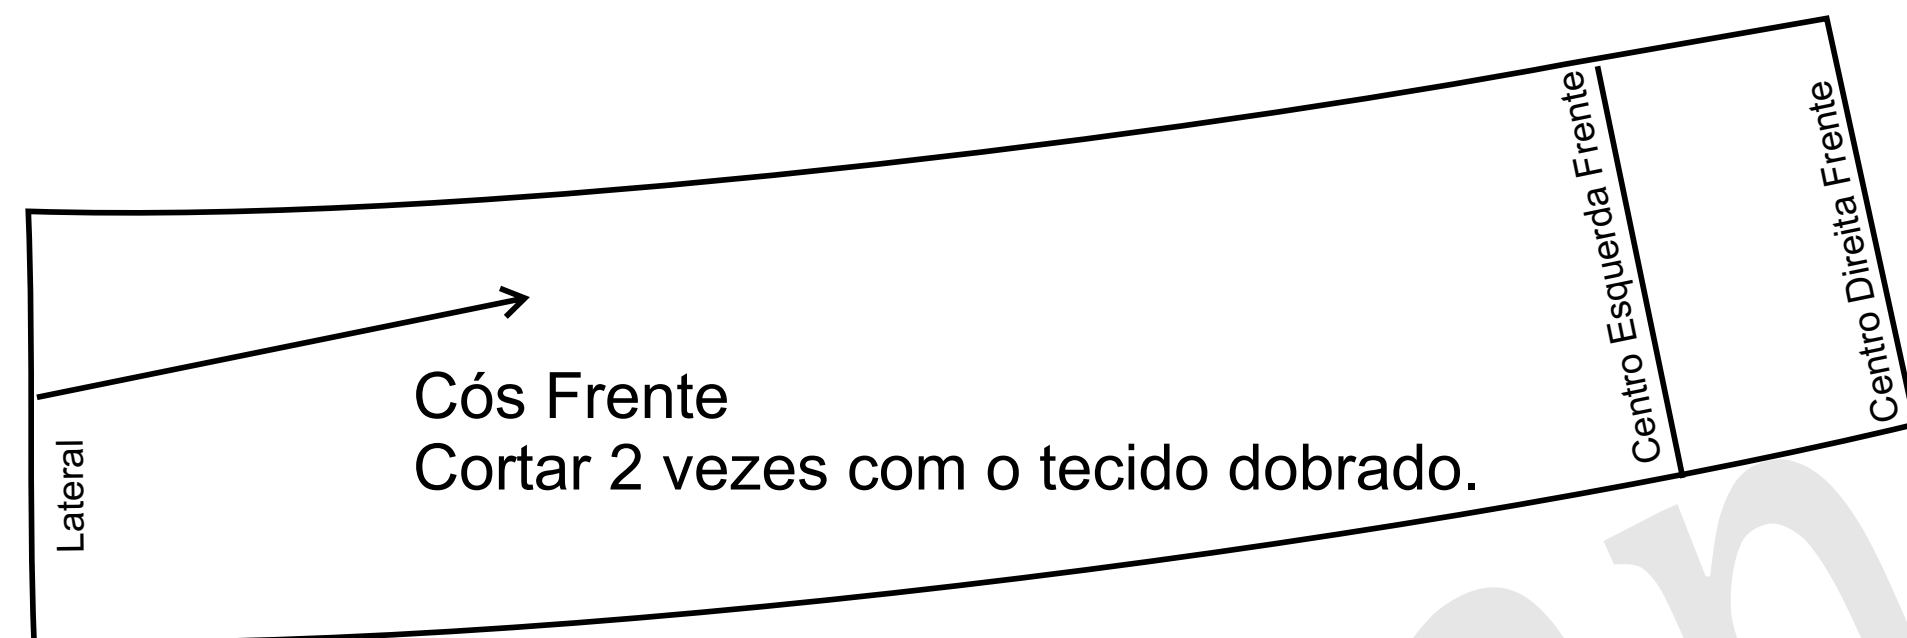 Cós Frente
Cortar 2 vezes com o tecido dobrado.
Lateral
Centro Esquerda Frente
Centro Direita Frente